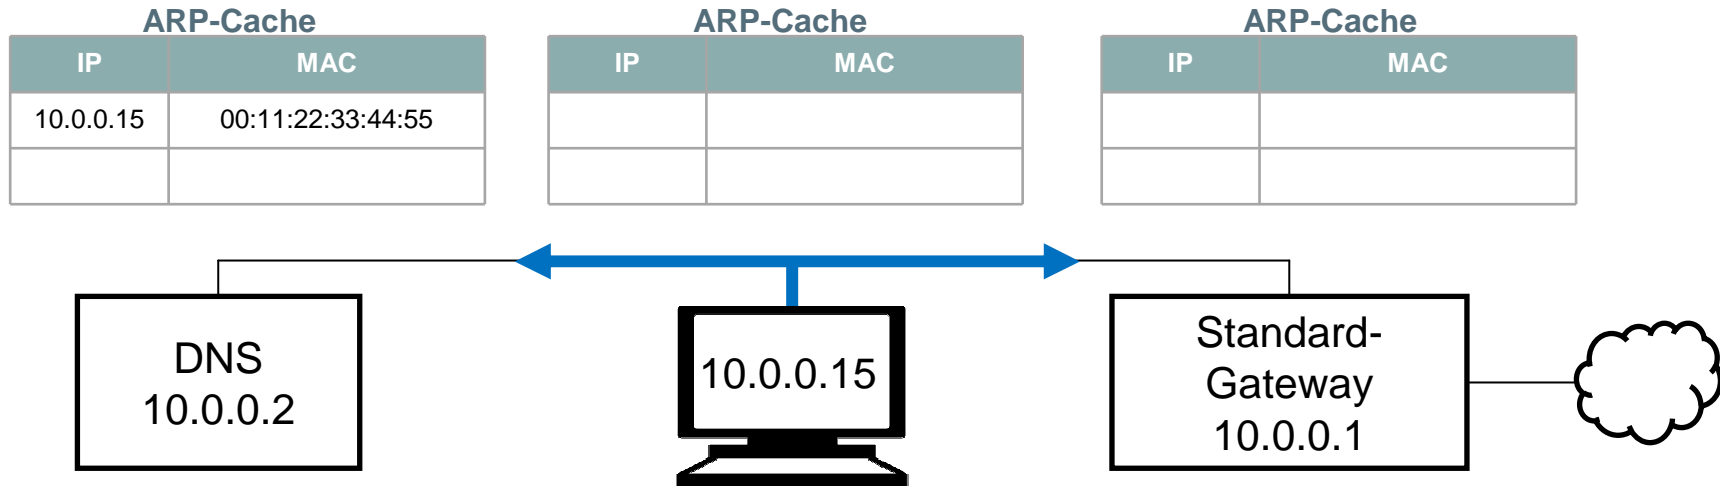 ARP-Cache
IP MAC
10.0.0.15 00:11:22:33:44:55
ARP-Cache
IP MAC
ARP-Cache
IP MAC
DNS
10.0.0.2
10.0.0.15
Standard-
Gateway
10.0.0.1